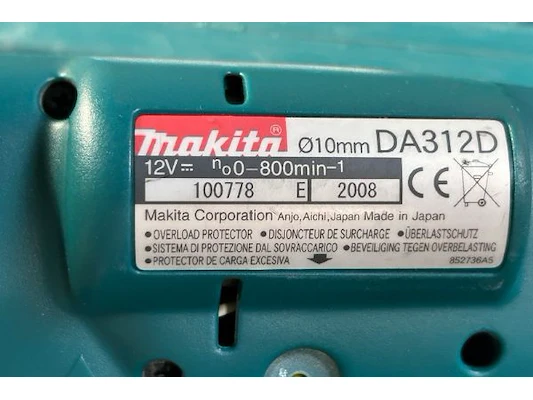 makita® Ø10mm DA312D
12V⎓ n₀0-800min-1
100778 E 2008
CE
Makita Corporation Anjo, Aichi, Japan Made in Japan
•OVERLOAD PROTECTOR •DISJONCTEUR DE SURCHARGE •ÜBERLASTSCHUTZ
•SISTEMA DI PROTEZIONE DAL SOVRACCARICO •BEVEILIGING TEGEN OVERBELASTING
•PROTECTOR DE CARGA EXCESIVA 852736A5